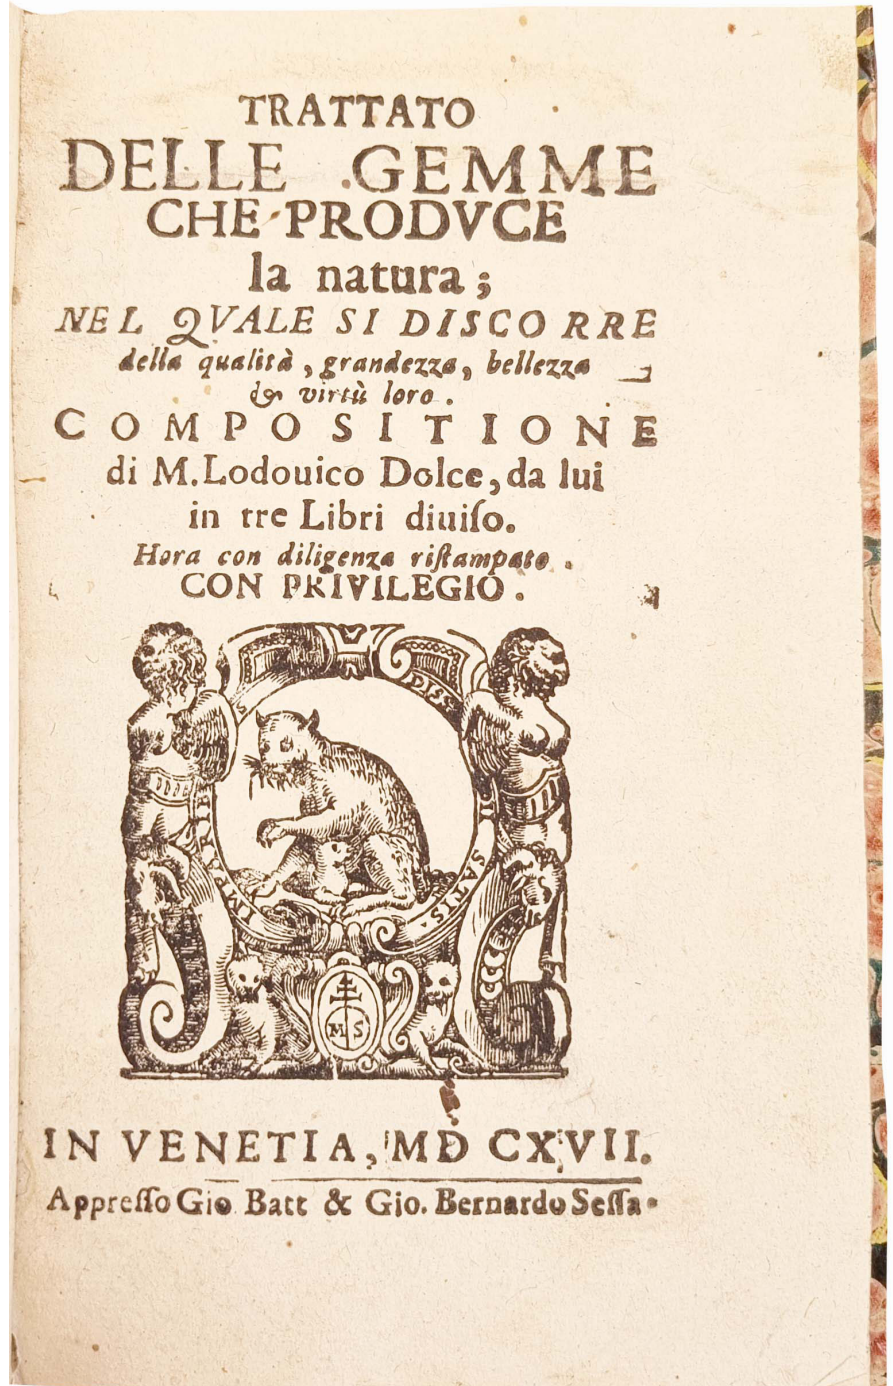 TRATTATO
DELLE GEMME
CHE PRODVCE
la natura;
NEL QVALE SI DISCORRE
della qualità, grandezza, bellezza
& virtù loro.
COMPOSITIONE
di M. Lodouico Dolce, da lui
in tre Libri diuiſo.
Hora con diligenza riſtampato.
CON PRIVILEGIO.
DISS
M S
IN VENETIA, MD CXVII.
Appreſſo Gio Batt & Gio. Bernardo Seſſa.